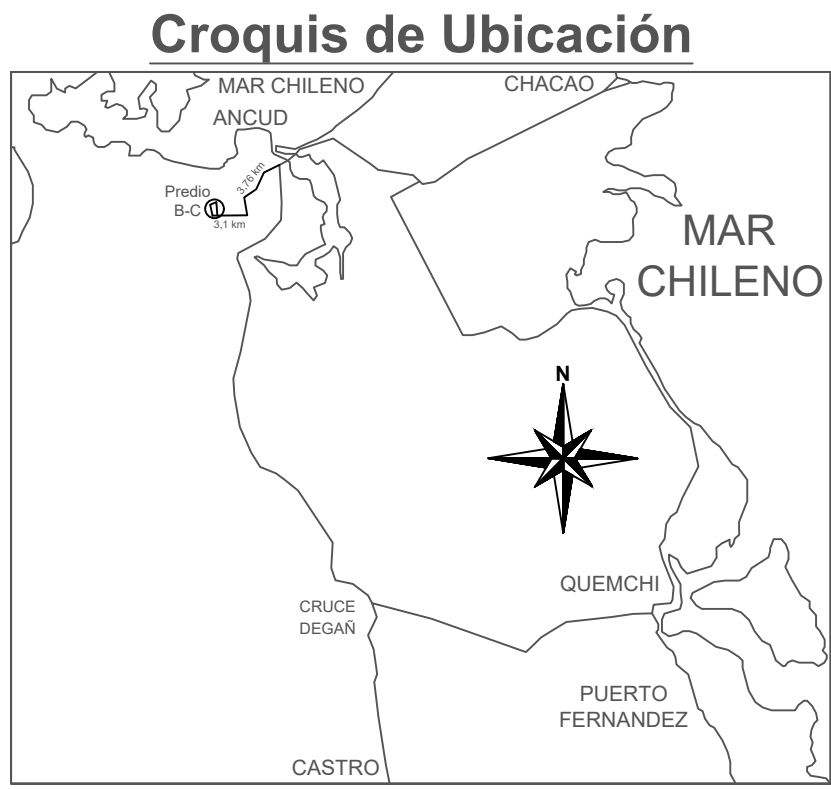 Croquis de Ubicación
MAR CHILENO
CHACAO
ANCUD
3,76 km
Predio
B-C
3,1 km
MAR
CHILENO
N
QUEMCHI
CRUCE
DEGAÑ
PUERTO
FERNANDEZ
CASTRO